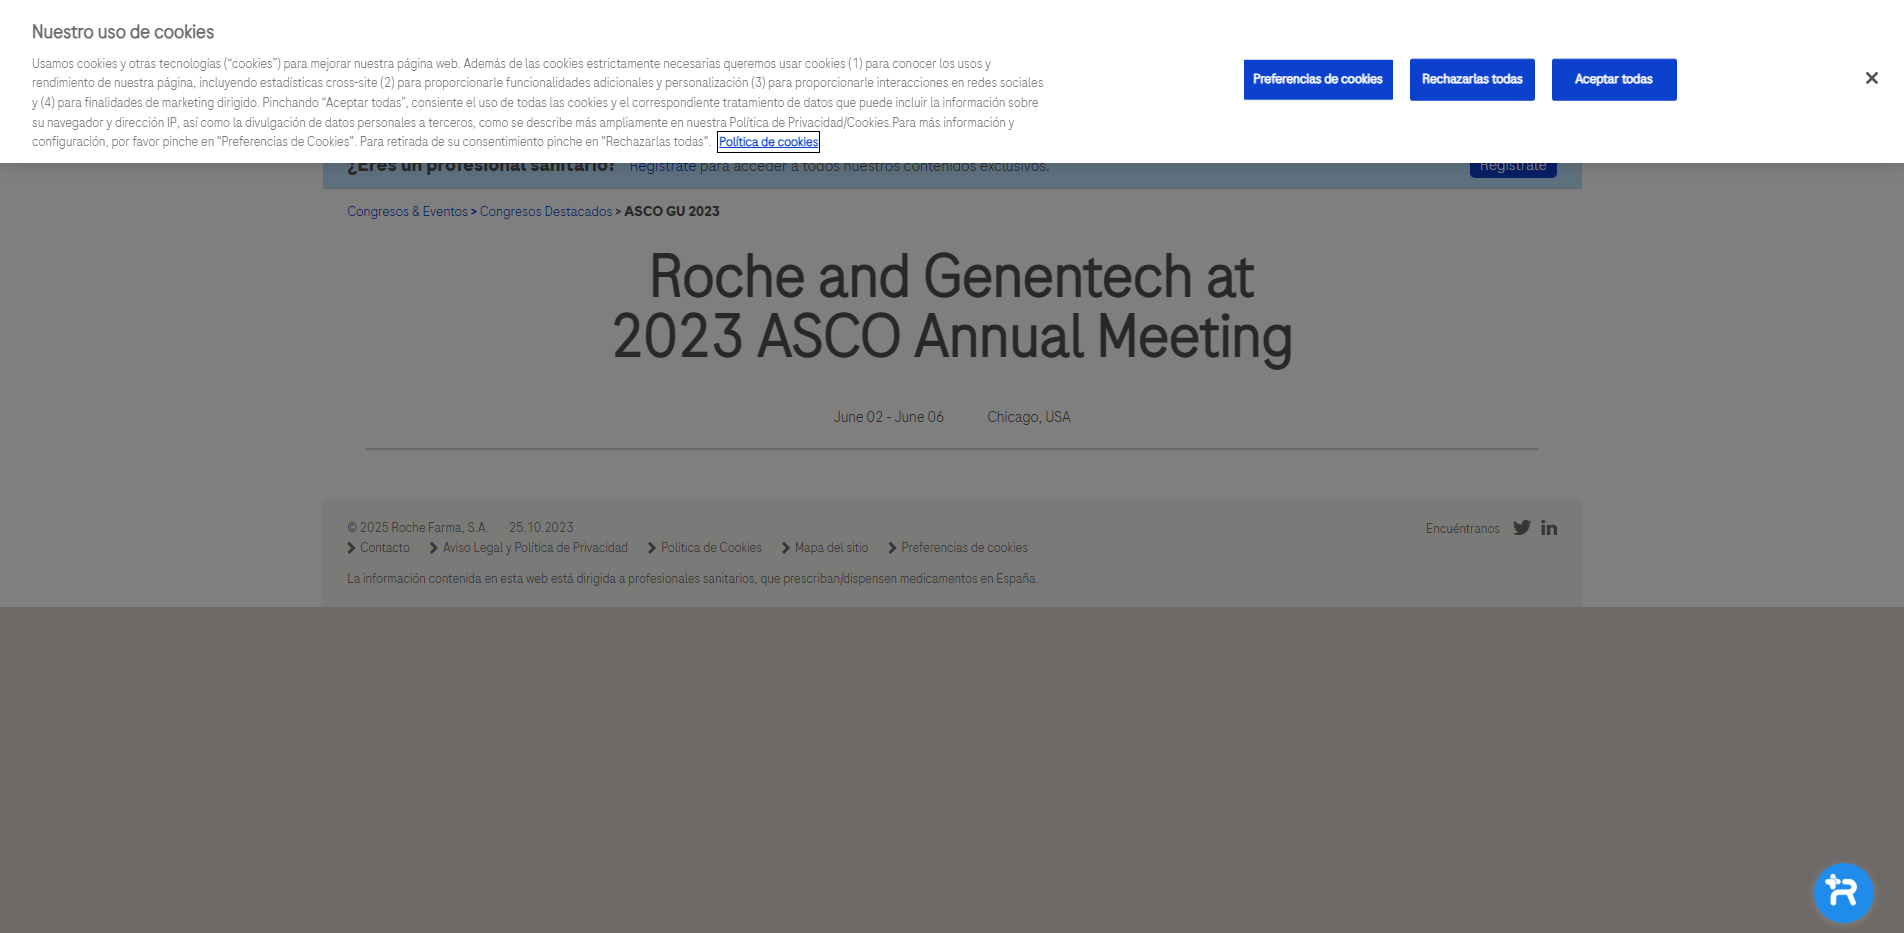 Nuestro uso de cookies
Usamos cookies y otras tecnologías (“cookies”) para mejorar nuestra página web. Además de las cookies estrictamente necesarias queremos usar cookies (1) para conocer los usos y
rendimiento de nuestra página, incluyendo estadísticas cross-site (2) para proporcionarle funcionalidades adicionales y personalización (3) para proporcionarle interacciones en redes sociales
y (4) para finalidades de marketing dirigido. Pinchando “Aceptar todas”, consiente el uso de todas las cookies y el correspondiente tratamiento de datos que puede incluir la información sobre
su navegador y dirección IP, así como la divulgación de datos personales a terceros, como se describe más ampliamente en nuestra Política de Privacidad/Cookies.Para más información y
configuración, por favor pinche en "Preferencias de Cookies". Para retirada de su consentimiento pinche en "Rechazarlas todas". Política de cookies
Preferencias de cookies
Rechazarlas todas
Aceptar todas
¿Eres un profesional sanitario? Regístrate para acceder a todos nuestros contenidos exclusivos.
Regístrate
Congresos & Eventos > Congresos Destacados > ASCO GU 2023
Roche and Genentech at
2023 ASCO Annual Meeting
June 02 - June 06 Chicago, USA
© 2025 Roche Farma, S.A. 25.10.2023
Encuéntranos
Contacto Aviso Legal y Política de Privacidad Política de Cookies Mapa del sitio Preferencias de cookies
La información contenida en esta web está dirigida a profesionales sanitarios, que prescriban/dispensen medicamentos en España.